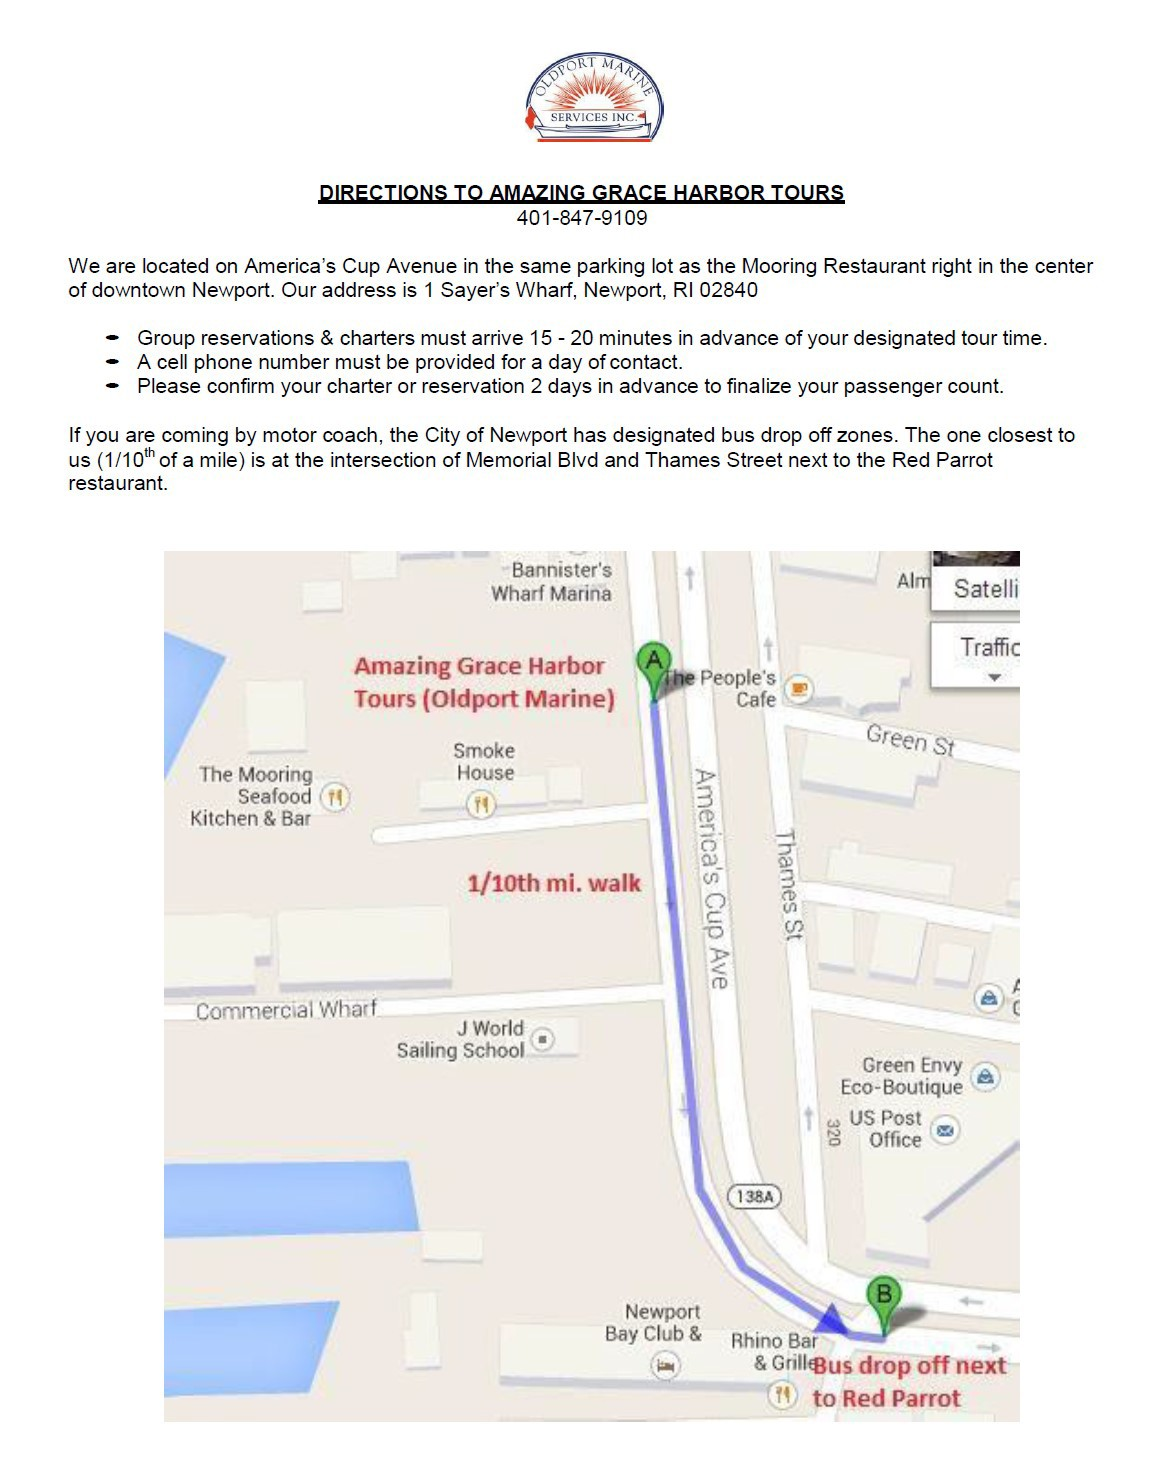 OLDPORT MARINE
SERVICES INC.
DIRECTIONS TO AMAZING GRACE HARBOR TOURS
401-847-9109
We are located on America's Cup Avenue in the same parking lot as the Mooring Restaurant right in the center
of downtown Newport. Our address is 1 Sayer's Wharf, Newport, RI 02840
Group reservations & charters must arrive 15 - 20 minutes in advance of your designated tour time.
A cell phone number must be provided for a day of contact.
Please confirm your charter or reservation 2 days in advance to finalize your passenger count.
If you are coming by motor coach, the City of Newport has designated bus drop off zones. The one closest to
us (1/10th of a mile) is at the intersection of Memorial Blvd and Thames Street next to the Red Parrot
restaurant.
Bannister's
Wharf Marina
Alm
Satelli
Traffic
Amazing Grace Harbor
Tours (Oldport Marine)
A
The People's
Cafe
Green St
Smoke
House
The Mooring
Seafood
Kitchen & Bar
America's Cup Ave
Thames St
1/10th mi. walk
Commercial Wharf
J World
Sailing School
Green Envy
Eco-Boutique
US Post
Office
320
138A
B
Newport
Bay Club &
Rhino Bar
& Grille
Bus drop off next
to Red Parrot